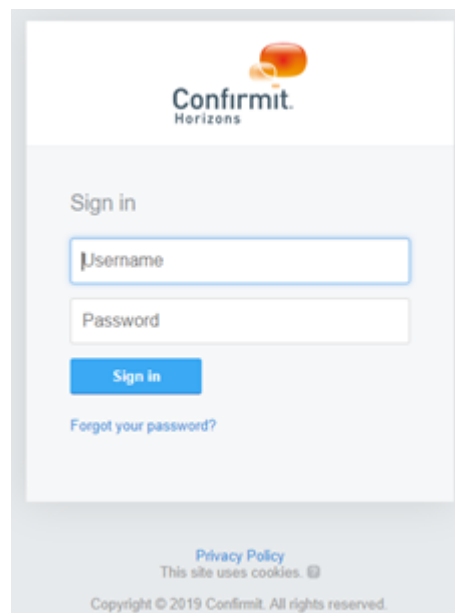 Confirmit.
Horizons
Sign in
Username
Password
Sign in
Forgot your password?
Privacy Policy
This site uses cookies.
Copyright © 2019 Confirmit. All rights reserved.